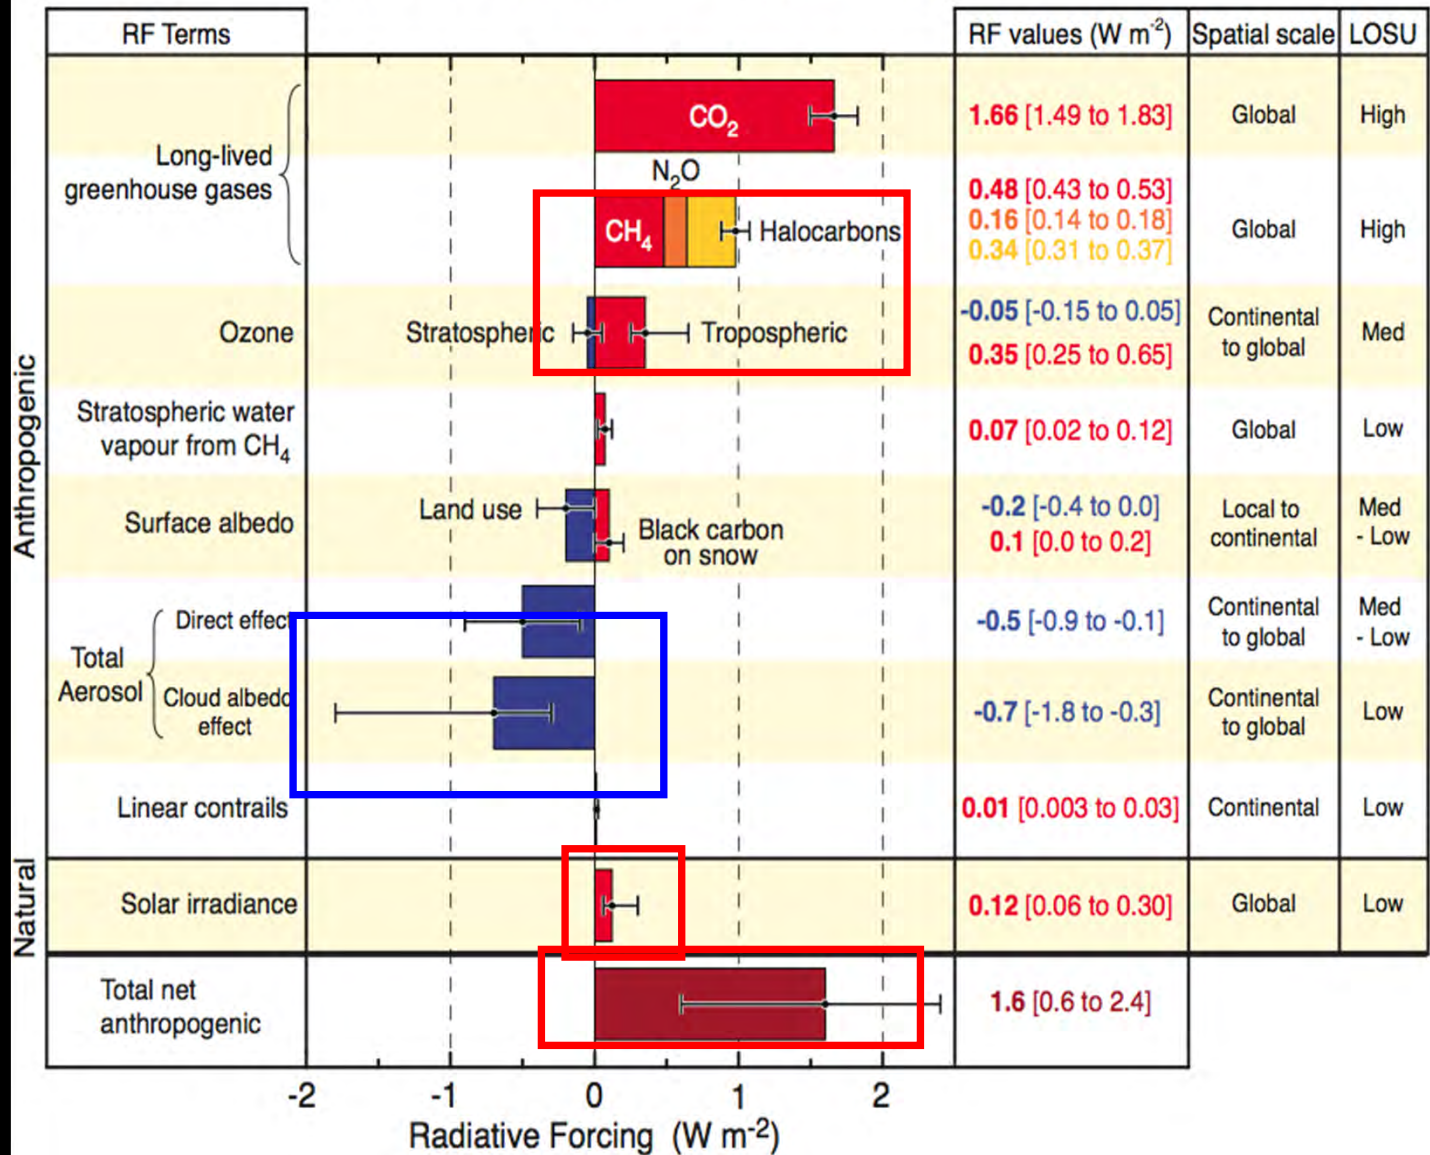 RF Terms
RF values (W m⁻²)
Spatial scale
LOSU
Anthropogenic
Long-lived
greenhouse gases
CO₂
1.66 [1.49 to 1.83]
Global
High
N₂O
CH₄
Halocarbons
0.48 [0.43 to 0.53]
0.16 [0.14 to 0.18]
0.34 [0.31 to 0.37]
Global
High
Ozone
Stratospheric
Tropospheric
-0.05 [-0.15 to 0.05]
0.35 [0.25 to 0.65]
Continental
to global
Med
Stratospheric water
vapour from CH₄
0.07 [0.02 to 0.12]
Global
Low
Surface albedo
Land use
Black carbon
on snow
-0.2 [-0.4 to 0.0]
0.1 [0.0 to 0.2]
Local to
continental
Med
- Low
Total
Aerosol
Direct effect
-0.5 [-0.9 to -0.1]
Continental
to global
Med
- Low
Cloud albedo
effect
-0.7 [-1.8 to -0.3]
Continental
to global
Low
Linear contrails
0.01 [0.003 to 0.03]
Continental
Low
Natural
Solar irradiance
0.12 [0.06 to 0.30]
Global
Low
Total net
anthropogenic
1.6 [0.6 to 2.4]
-2 -1 0 1 2
Radiative Forcing (W m⁻²)